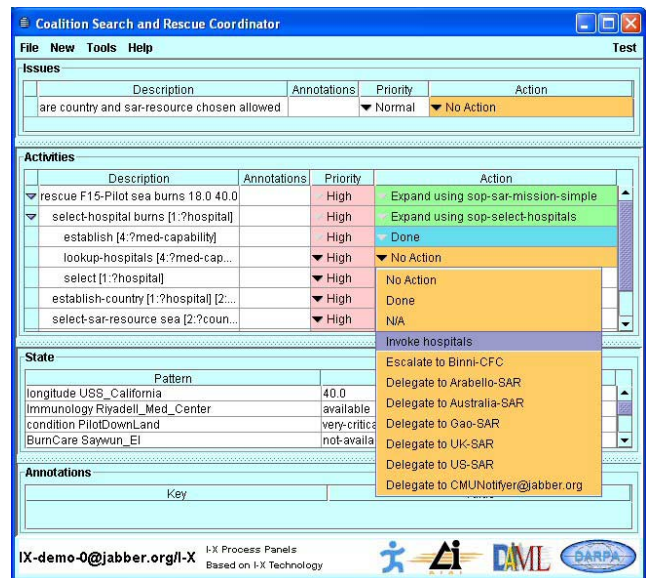 Coalition Search and Rescue Coordinator
File New Tools Help Test
Issues
Description Annotations Priority Action
are country and sar-resource chosen allowed Normal No Action
Activities
Description Annotations Priority Action
rescue F15-Pilot sea burns 18.0 40.0 High Expand using sop-sar-mission-simple
select-hospital burns [1:?hospital] High Expand using sop-select-hospitals
establish [4:?med-capability] High Done
lookup-hospitals [4:?med-cap... High No Action
select [1:?hospital] High
establish-country [1:?hospital] [2:... High
select-sar-resource sea [2:?coun... High
No Action
Done
N/A
Invoke hospitals
Escalate to Binni-CFC
Delegate to Arabello-SAR
Delegate to Australia-SAR
Delegate to Gao-SAR
Delegate to UK-SAR
Delegate to US-SAR
Delegate to CMUNotifyer@jabber.org
State
Pattern
longitude USS_California 40.0
Immunology Riyadell_Med_Center available
condition PilotDownLand very-critica
BurnCare Saywun_El not-availa
Annotations
Key
IX-demo-0@jabber.org/I-X
I-X Process Panels
Based on I-X Technology
Ai
AIAI
DAML
DARPA